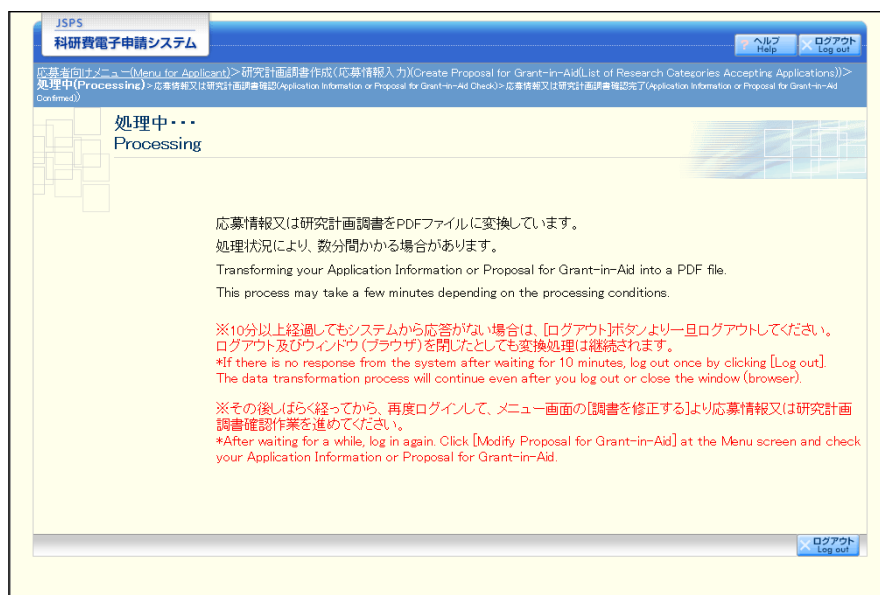 JSPS
科研費電子申請システム
ヘルプ
Help
ログアウト
Log out
応募者向けメニュー(Menu for Applicant)>研究計画調書作成(応募情報入力)(Create Proposal for Grant-in-Aid(List of Research Categories Accepting Applications))>
処理中(Processing)>応募情報又は研究計画調書確認(Application Information or Proposal for Grant-in-Aid Check)>応募情報又は研究計画調書確認完了(Application Information or Proposal for Grant-in-Aid
Confirmed))
処理中・・・
Processing
応募情報又は研究計画調書をPDFファイルに変換しています。
処理状況により、数分間かかる場合があります。
Transforming your Application Information or Proposal for Grant-in-Aid into a PDF file.
This process may take a few minutes depending on the processing conditions.
※10分以上経過してもシステムから応答がない場合は、[ログアウト]ボタンより一旦ログアウトしてください。
ログアウト及びウィンドウ(ブラウザ)を閉じたとしても変換処理は継続されます。
*If there is no response from the system after waiting for 10 minutes, log out once by clicking [Log out].
The data transformation process will continue even after you log out or close the window (browser).
※その後しばらく経ってから、再度ログインして、メニュー画面の[調書を修正する]より応募情報又は研究計画
調書確認作業を進めてください。
*After waiting for a while, log in again. Click [Modify Proposal for Grant-in-Aid] at the Menu screen and check
your Application Information or Proposal for Grant-in-Aid.
ログアウト
Log out